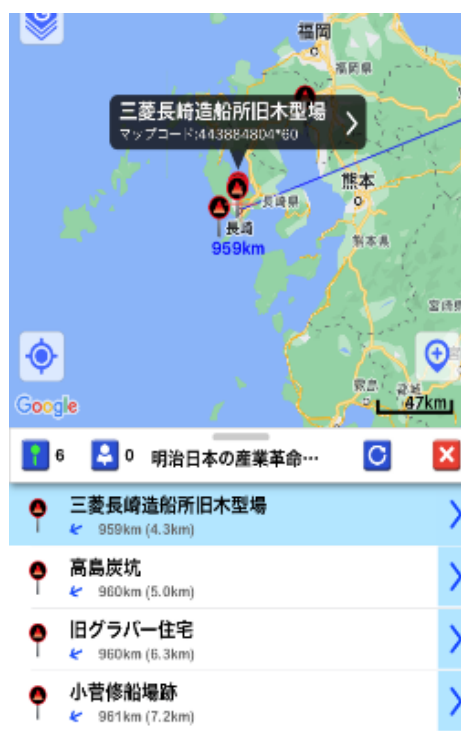 福岡
福岡県
三菱長崎造船所旧木型場
マップコード:443884804*60
熊本
長崎県
長崎
熊本県
959km
宮崎県
霧島
Google
47km
6
0
明治日本の産業革命…
三菱長崎造船所旧木型場
959km (4.3km)
高島炭坑
960km (5.0km)
旧グラバー住宅
960km (6.3km)
小菅修船場跡
961km (7.2km)